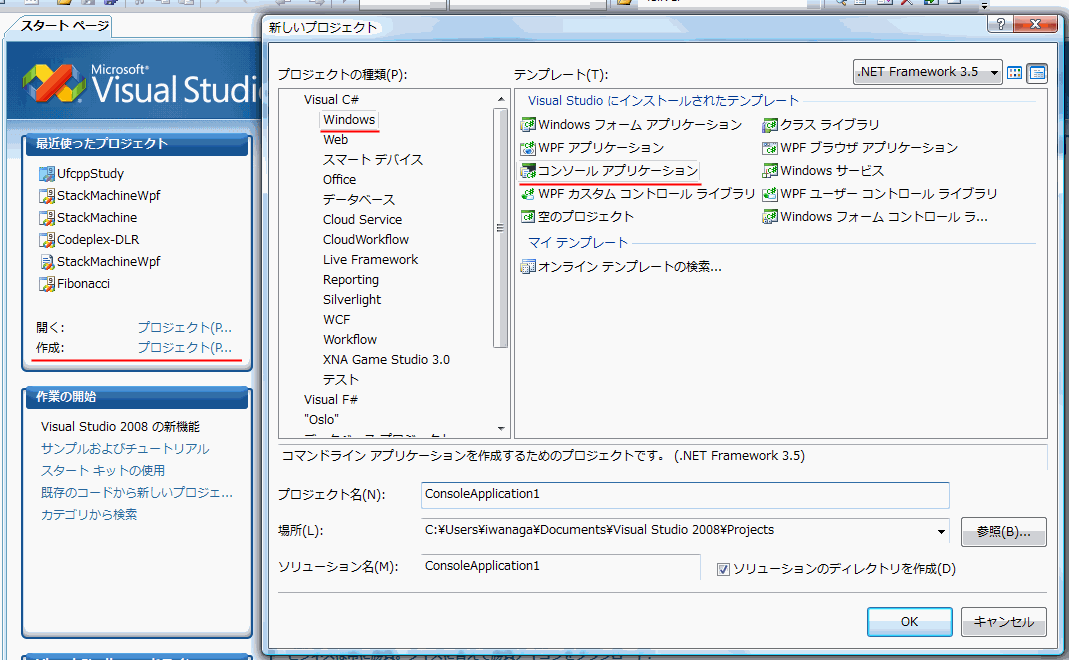 スタート ページ
Microsoft®
Visual Studi
最近使ったプロジェクト
UfcppStudy
StackMachineWpf
StackMachine
Codeplex-DLR
StackMachineWpf
Fibonacci
開く: プロジェクト(P...
作成: プロジェクト(P...
作業の開始
Visual Studio 2008 の新機能
サンプルおよびチュートリアル
スタート キットの使用
既存のコードから新しいプロジェ...
カテゴリから検索
新しいプロジェクト
プロジェクトの種類(P):
Visual C#
Windows
Web
スマート デバイス
Office
データベース
Cloud Service
CloudWorkflow
Live Framework
Reporting
Silverlight
WCF
Workflow
XNA Game Studio 3.0
テスト
Visual F#
"Oslo"
テンプレート(T):
.NET Framework 3.5
Visual Studio にインストールされたテンプレート
Windows フォーム アプリケーション
クラス ライブラリ
WPF アプリケーション
WPF ブラウザ アプリケーション
コンソール アプリケーション
Windows サービス
WPF カスタム コントロール ライブラリ
WPF ユーザー コントロール ライブラリ
空のプロジェクト
Windows フォーム コントロール ラ...
マイ テンプレート
オンライン テンプレートの検索...
コマンドライン アプリケーションを作成するためのプロジェクトです。 (.NET Framework 3.5)
プロジェクト名(N): ConsoleApplication1
場所(L): C:¥Users¥iwanaga¥Documents¥Visual Studio 2008¥Projects
参照(B)...
ソリューション名(M): ConsoleApplication1
ソリューションのディレクトリを作成(D)
OK
キャンセル